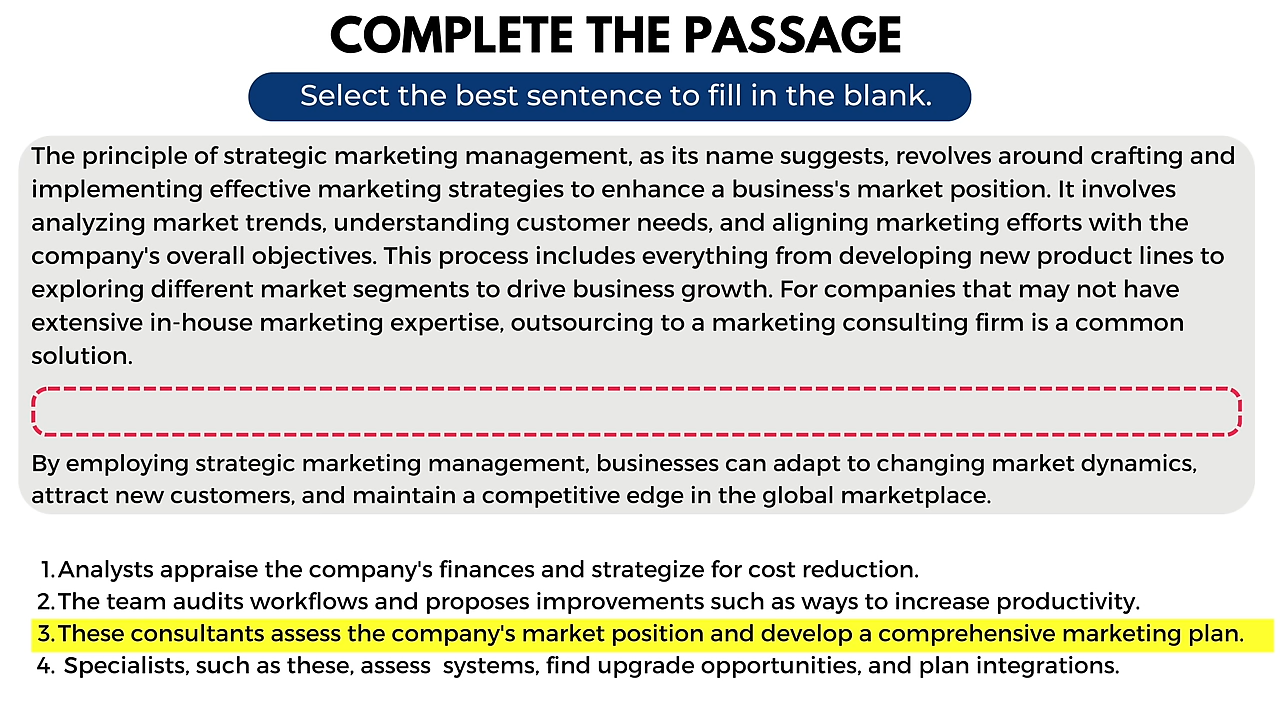 COMPLETE THE PASSAGE
Select the best sentence to fill in the blank.
The principle of strategic marketing management, as its name suggests, revolves around crafting and
implementing effective marketing strategies to enhance a business's market position. It involves
analyzing market trends, understanding customer needs, and aligning marketing efforts with the
company's overall objectives. This process includes everything from developing new product lines to
exploring different market segments to drive business growth. For companies that may not have
extensive in-house marketing expertise, outsourcing to a marketing consulting firm is a common
solution.
By employing strategic marketing management, businesses can adapt to changing market dynamics,
attract new customers, and maintain a competitive edge in the global marketplace.
1. Analysts appraise the company's finances and strategize for cost reduction.
2. The team audits workflows and proposes improvements such as ways to increase productivity.
3. These consultants assess the company's market position and develop a comprehensive marketing plan.
4. Specialists, such as these, assess systems, find upgrade opportunities, and plan integrations.